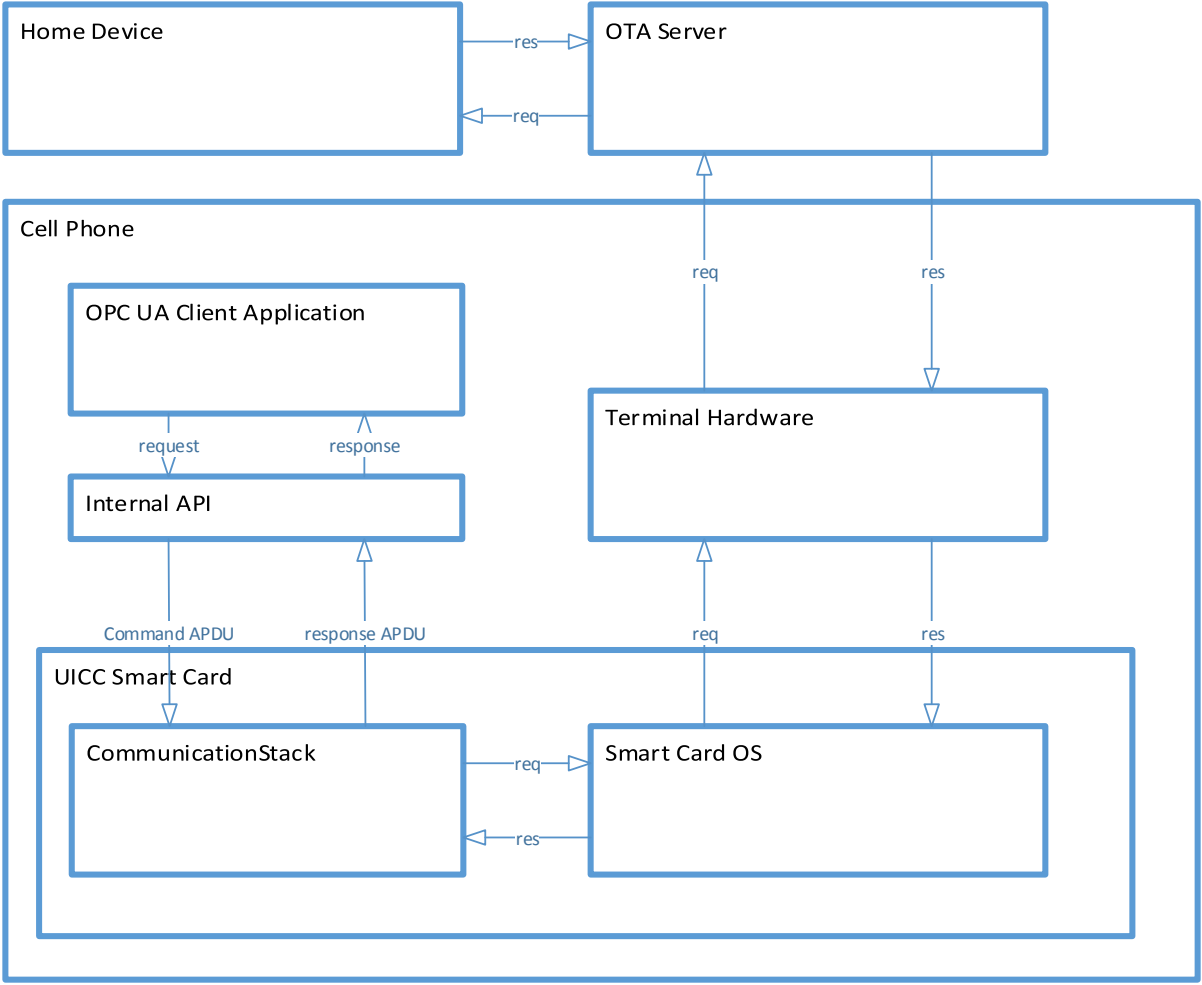 Home Device
res
OTA Server
req
Cell Phone
req
res
OPC UA Client Application
Terminal Hardware
request
response
Internal API
Command APDU
response APDU
req
res
UICC Smart Card
CommunicationStack
req
Smart Card OS
res